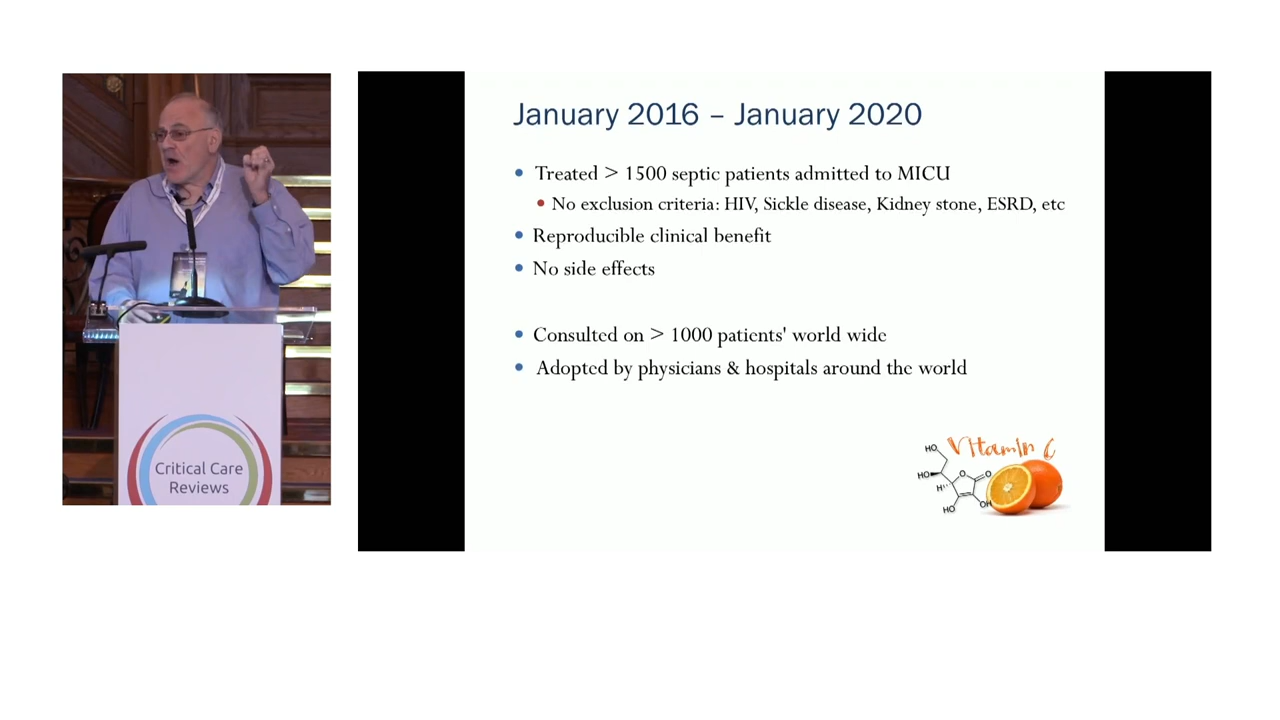 January 2016 – January 2020
Treated > 1500 septic patients admitted to MICU
No exclusion criteria: HIV, Sickle disease, Kidney stone, ESRD, etc
Reproducible clinical benefit
No side effects
Consulted on > 1000 patients' world wide
Adopted by physicians & hospitals around the world
Vitamin C
HO
HO
H
O
O
HO
OH
Critical Care
Reviews